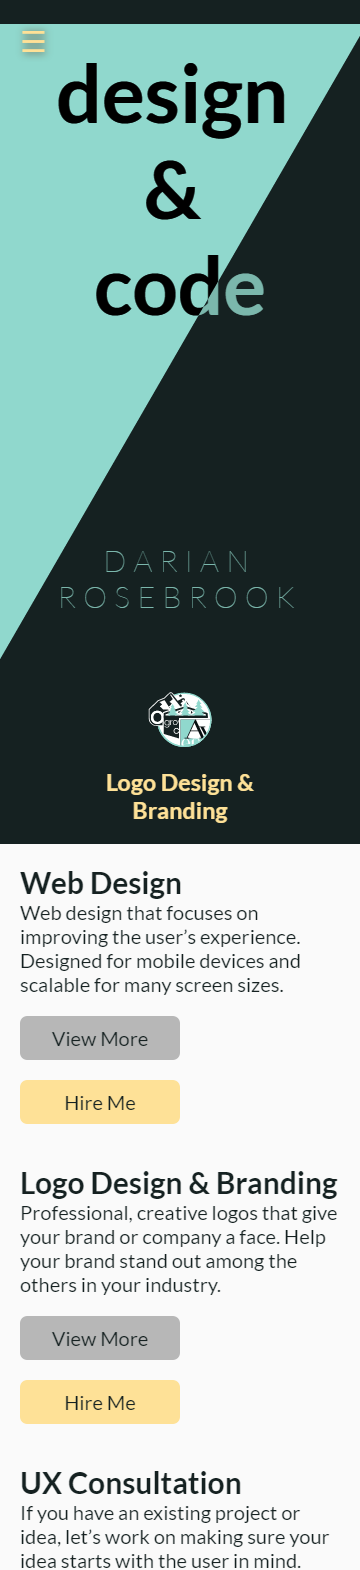 design
&
code
DARIAN
ROSEBROOK
Logo Design &
Branding
Web Design
Web design that focuses on
improving the user’s experience.
Designed for mobile devices and
scalable for many screen sizes.
View More
Hire Me
Logo Design & Branding
Professional, creative logos that give
your brand or company a face. Help
your brand stand out among the
others in your industry.
View More
Hire Me
UX Consultation
If you have an existing project or
idea, let’s work on making sure your
idea starts with the user in mind.